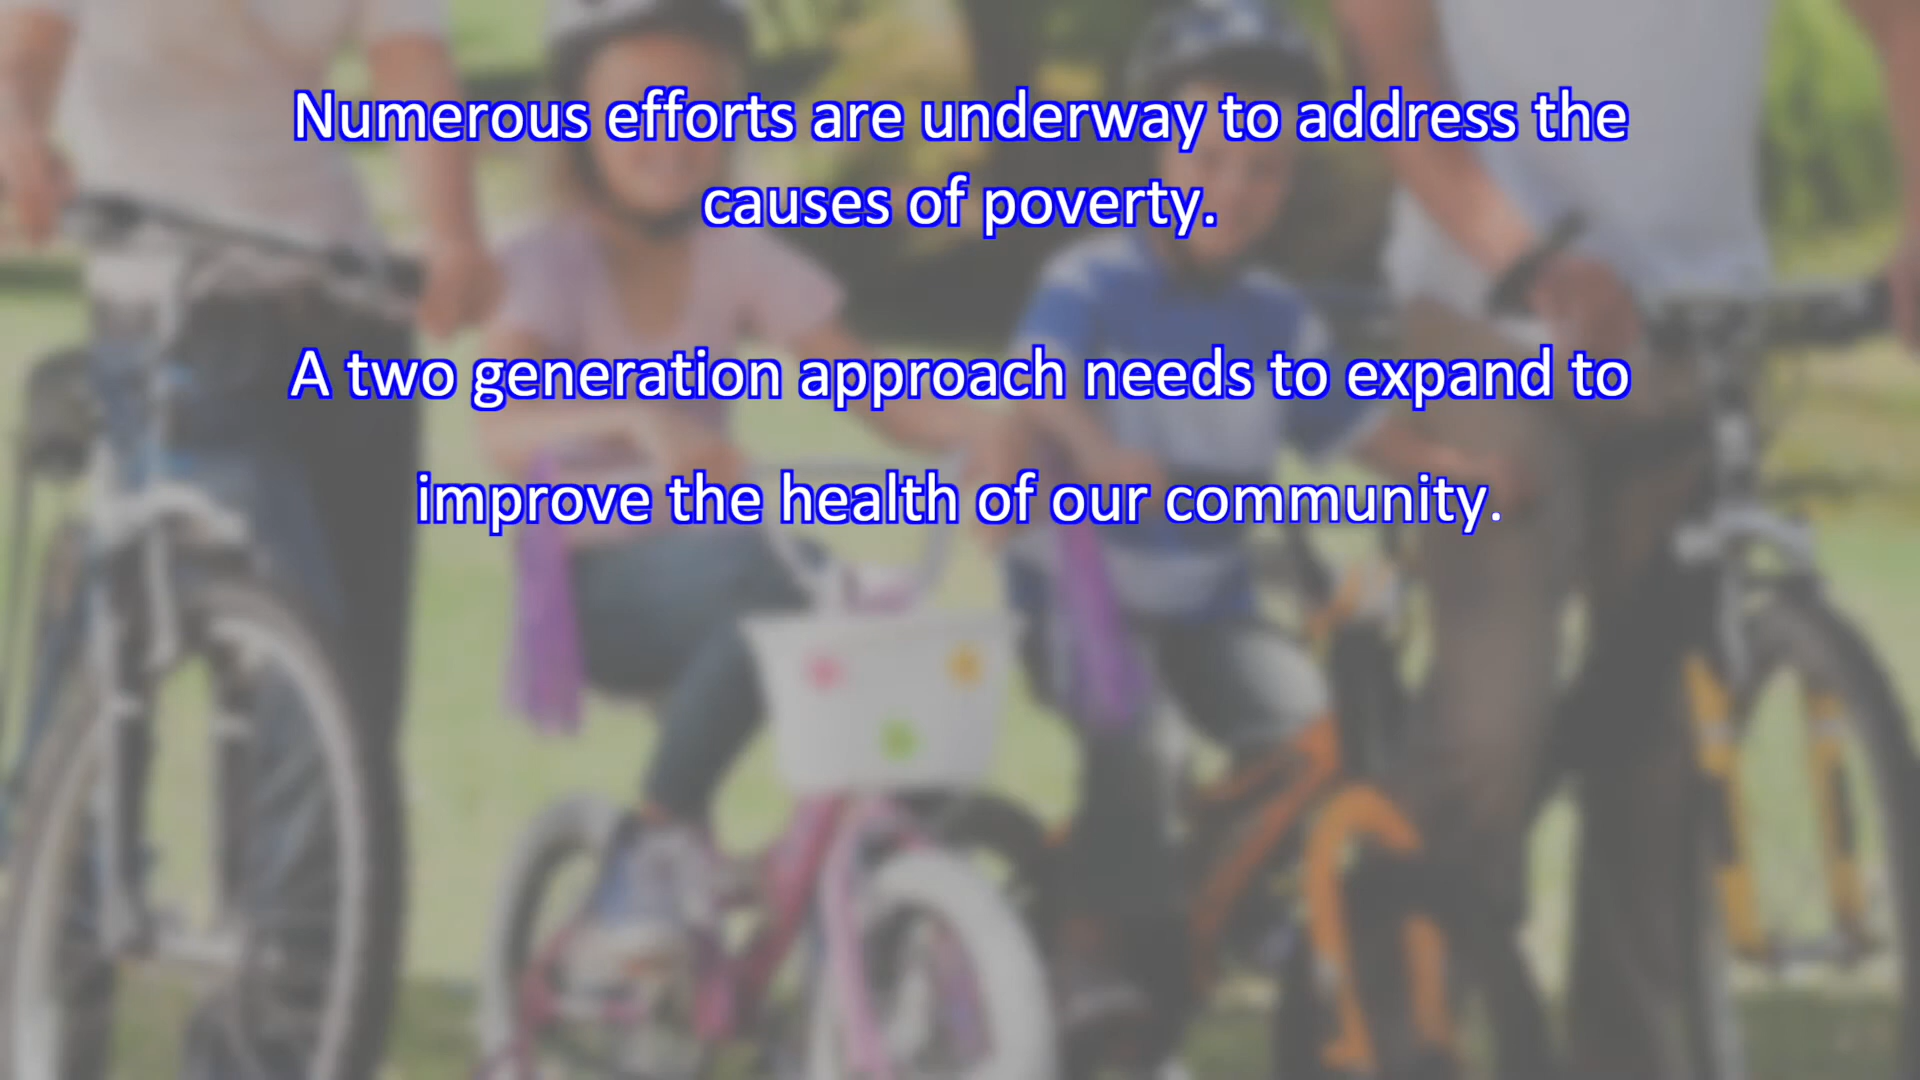 Numerous efforts are underway to address the
causes of poverty.
A two generation approach needs to expand to
improve the health of our community.